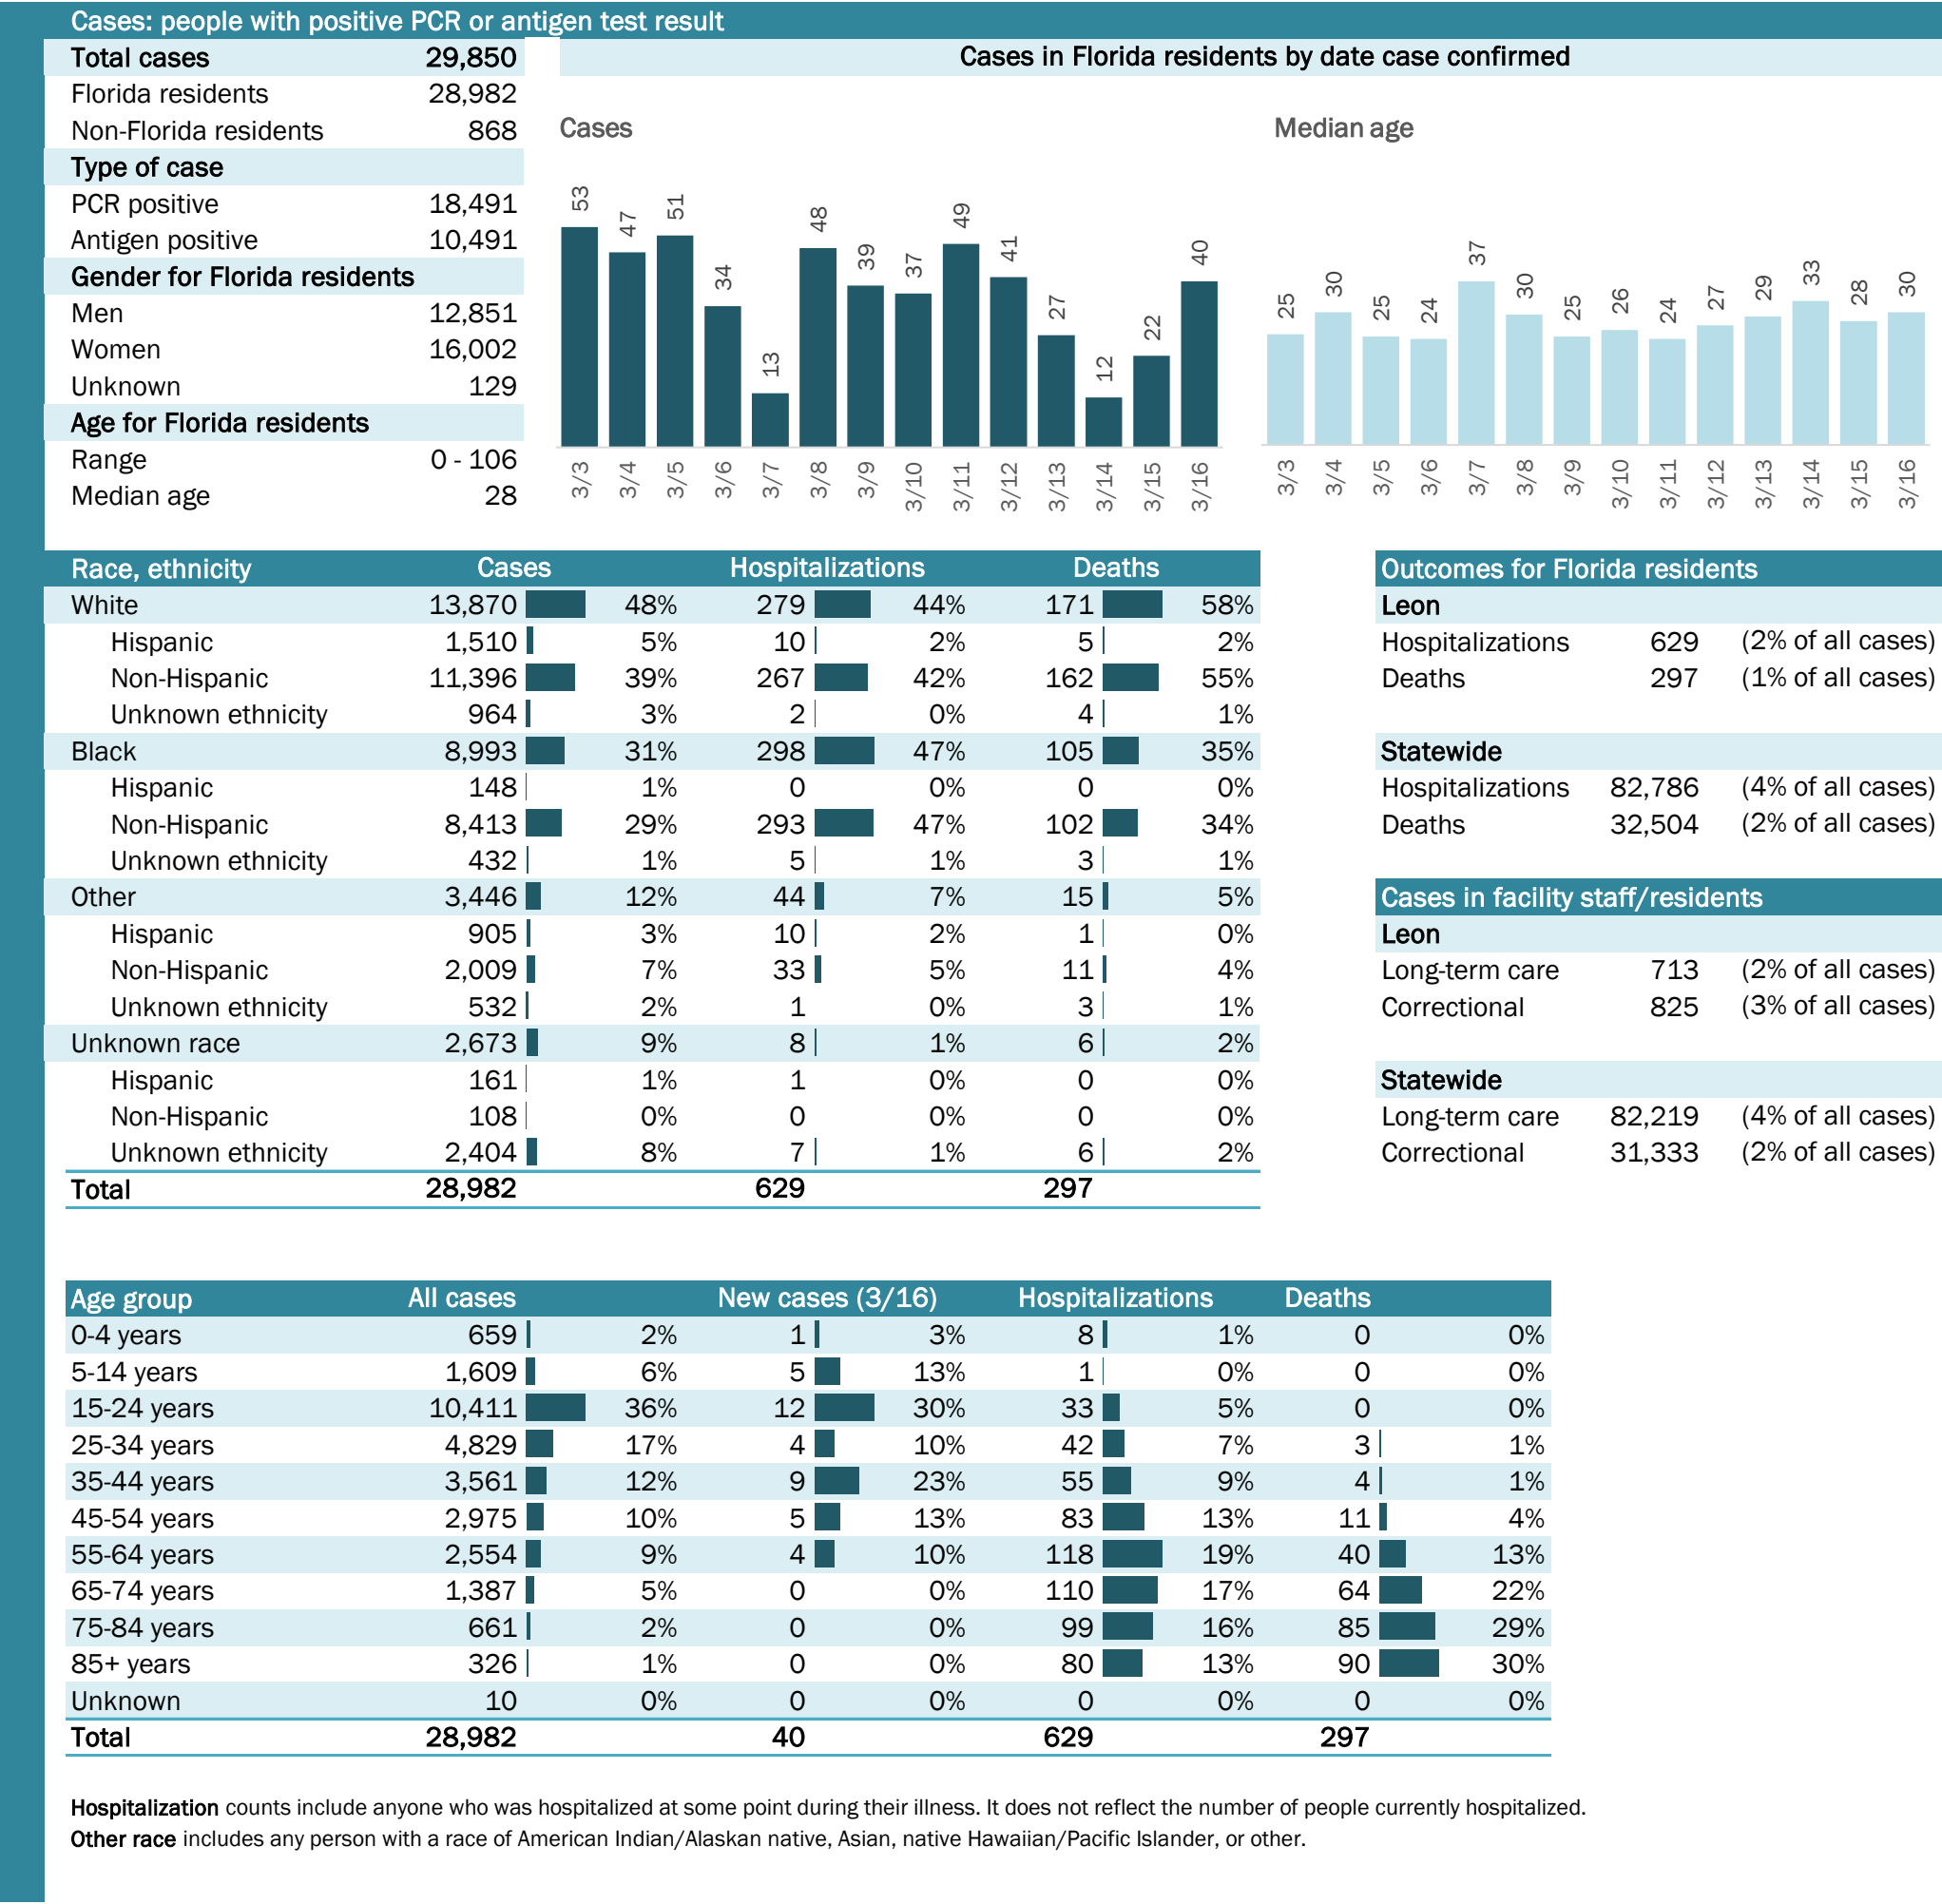 Cases: people with positive PCR or antigen test result
Total cases 29,850
Florida residents 28,982
Non-Florida residents 868
Type of case
PCR positive 18,491
Antigen positive 10,491
Gender for Florida residents
Men 12,851
Women 16,002
Unknown 129
Age for Florida residents
Range 0 - 106
Median age 28
Cases in Florida residents by date case confirmed
Cases
53 47 51 34 13 48 39 37 49 41 27 12 22 40
3/3 3/4 3/5 3/6 3/7 3/8 3/9 3/10 3/11 3/12 3/13 3/14 3/15 3/16
Median age
25 30 25 24 37 30 25 26 24 27 29 33 28 30
3/3 3/4 3/5 3/6 3/7 3/8 3/9 3/10 3/11 3/12 3/13 3/14 3/15 3/16
Race, ethnicity Cases Hospitalizations Deaths
White 13,870 48% 279 44% 171 58%
Hispanic 1,510 5% 10 2% 5 2%
Non-Hispanic 11,396 39% 267 42% 162 55%
Unknown ethnicity 964 3% 2 0% 4 1%
Black 8,993 31% 298 47% 105 35%
Hispanic 148 1% 0 0% 0 0%
Non-Hispanic 8,413 29% 293 47% 102 34%
Unknown ethnicity 432 1% 5 1% 3 1%
Other 3,446 12% 44 7% 15 5%
Hispanic 905 3% 10 2% 1 0%
Non-Hispanic 2,009 7% 33 5% 11 4%
Unknown ethnicity 532 2% 1 0% 3 1%
Unknown race 2,673 9% 8 1% 6 2%
Hispanic 161 1% 1 0% 0 0%
Non-Hispanic 108 0% 0 0% 0 0%
Unknown ethnicity 2,404 8% 7 1% 6 2%
Total 28,982 629 297
Outcomes for Florida residents
Leon
Hospitalizations 629 (2% of all cases)
Deaths 297 (1% of all cases)
Statewide
Hospitalizations 82,786 (4% of all cases)
Deaths 32,504 (2% of all cases)
Cases in facility staff/residents
Leon
Long-term care 713 (2% of all cases)
Correctional 825 (3% of all cases)
Statewide
Long-term care 82,219 (4% of all cases)
Correctional 31,333 (2% of all cases)
Age group All cases New cases (3/16) Hospitalizations Deaths
0-4 years 659 2% 1 3% 8 1% 0 0%
5-14 years 1,609 6% 5 13% 1 0% 0 0%
15-24 years 10,411 36% 12 30% 33 5% 0 0%
25-34 years 4,829 17% 4 10% 42 7% 3 1%
35-44 years 3,561 12% 9 23% 55 9% 4 1%
45-54 years 2,975 10% 5 13% 83 13% 11 4%
55-64 years 2,554 9% 4 10% 118 19% 40 13%
65-74 years 1,387 5% 0 0% 110 17% 64 22%
75-84 years 661 2% 0 0% 99 16% 85 29%
85+ years 326 1% 0 0% 80 13% 90 30%
Unknown 10 0% 0 0% 0 0% 0 0%
Total 28,982 40 629 297
Hospitalization counts include anyone who was hospitalized at some point during their illness. It does not reflect the number of people currently hospitalized.
Other race includes any person with a race of American Indian/Alaskan native, Asian, native Hawaiian/Pacific Islander, or other.